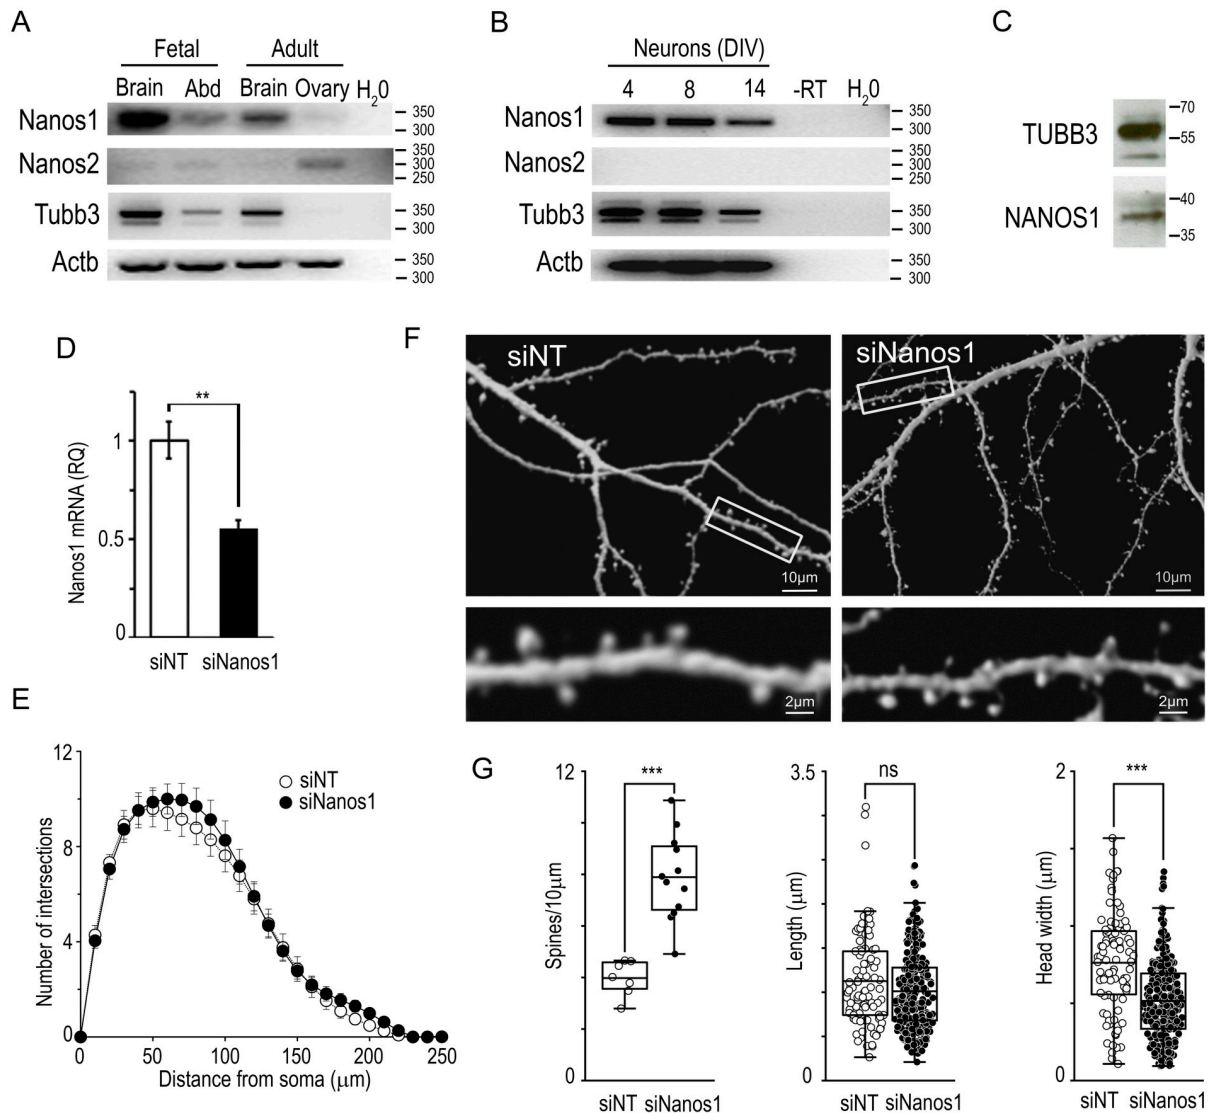 A
Fetal Adult
Brain Abd Brain Ovary H20
Nanos1
350
300
Nanos2
350
300
250
Tubb3
350
300
Actb
350
300
B
Neurons (DIV)
4 8 14 -RT H20
Nanos1
350
300
Nanos2
350
300
250
Tubb3
350
300
Actb
350
300
C
TUBB3
70
55
NANOS1
40
35
D
Nanos1 mRNA (RQ)
**
1
0.5
0
siNT siNanos1
E
Number of intersections
12
8
4
0
siNT
siNanos1
0 50 100 150 200 250
Distance from soma (μm)
F
siNT
10μm
siNanos1
10μm
2μm
2μm
G
Spines/10μm
12
0
***
siNT siNanos1
Length (μm)
3.5
0
ns
siNT siNanos1
Head width (μm)
2
0
***
siNT siNanos1